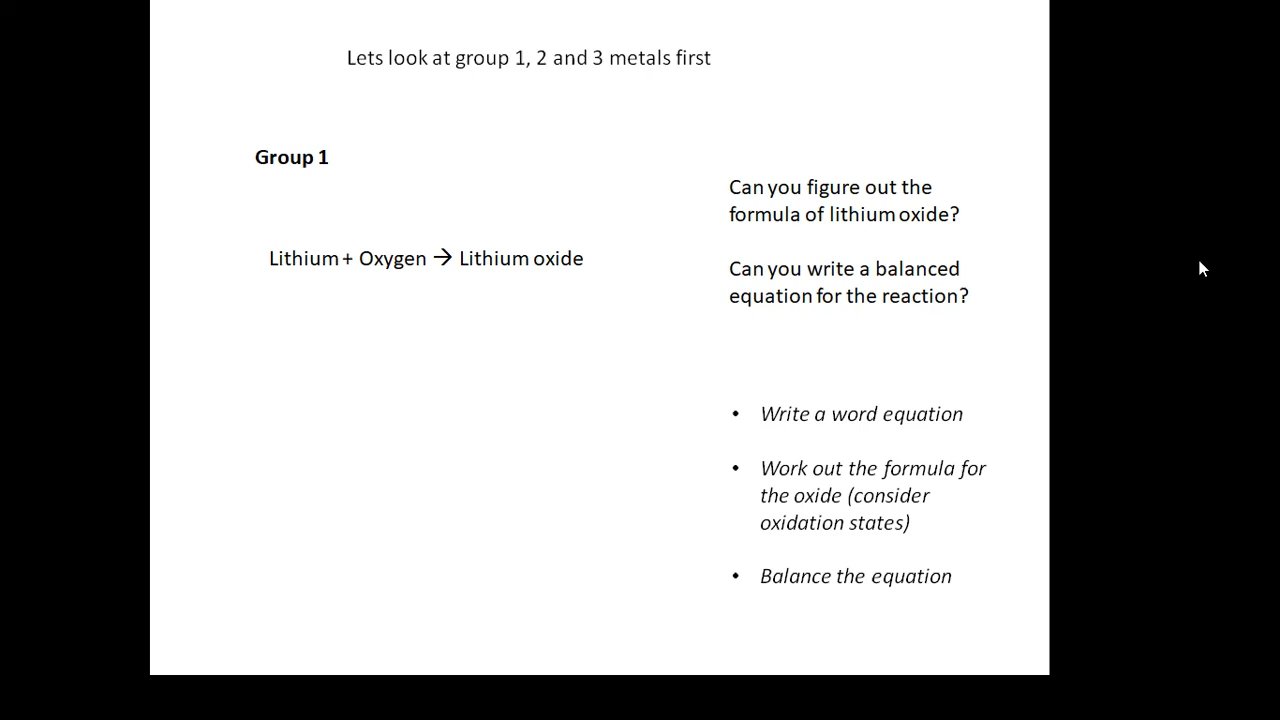 Lets look at group 1, 2 and 3 metals first
Group 1
Can you figure out the
formula of lithium oxide?
Lithium + Oxygen → Lithium oxide
Can you write a balanced
equation for the reaction?
• Write a word equation
• Work out the formula for
the oxide (consider
oxidation states)
• Balance the equation